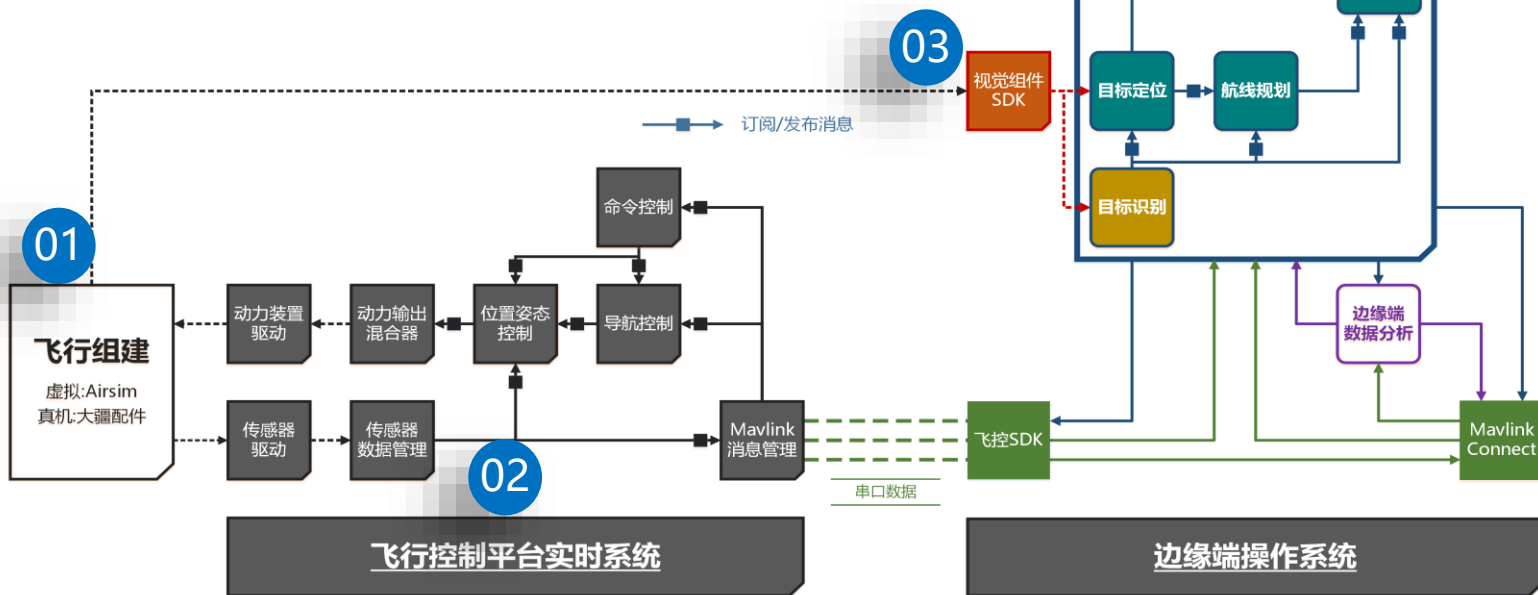 03
视觉组件
SDK
目标定位
航线规划
订阅/发布消息
命令控制
目标识别
01
飞行组建
虚拟:Airsim
真机:大疆配件
动力装置
驱动
动力输出
混合器
位置姿态
控制
导航控制
边缘端
数据分析
传感器
驱动
传感器
数据管理
02
Mavlink
消息管理
飞控SDK
Mavlink
Connect
串口数据
飞行控制平台实时系统
边缘端操作系统